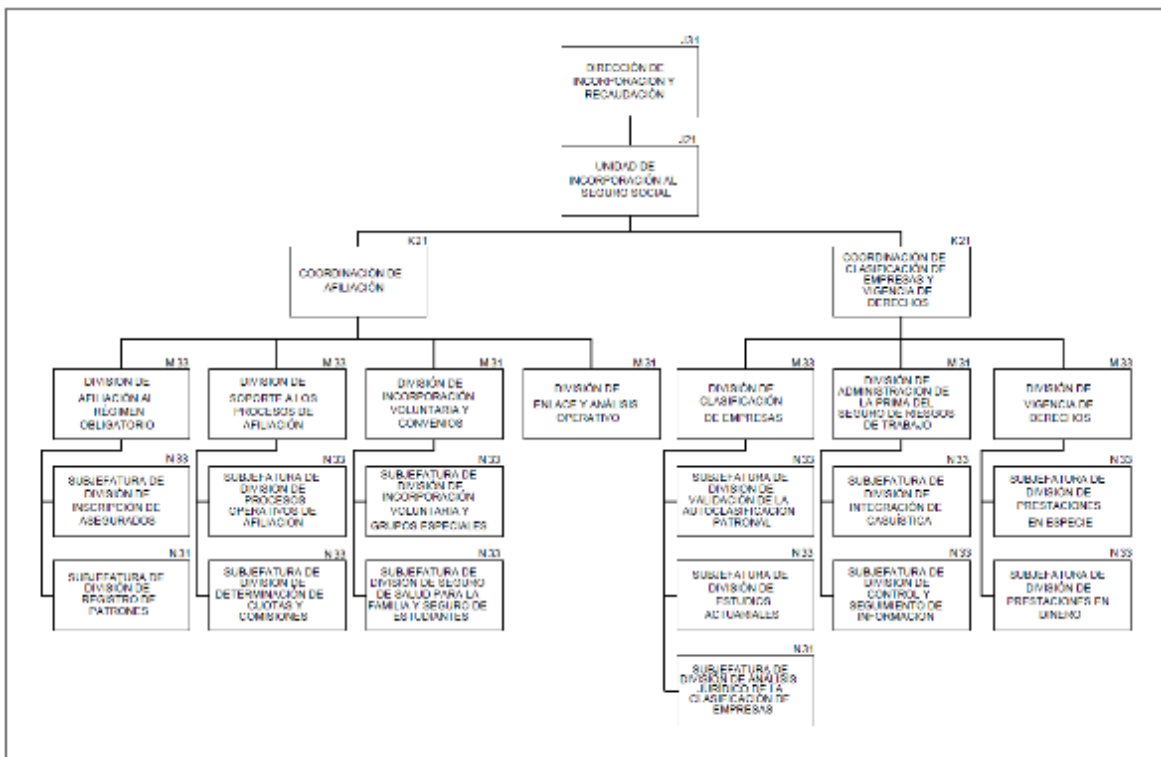 J31
DIRECCIÓN DE
INCORPORACION Y
RECAUDACIÓN
J21
UNIDAD DE
INCORPORACIÓN AL
SEGURO SOCIAL
K21
COORDINACIÓN DE
AFILIACIÓN
K21
COORDINACIÓN DE
CLASIFICACIÓN DE
EMPRESAS Y
VIGENCIA DE
DERECHOS
M33
DIVISIÓN DE
AFILIACIÓN AL
RÉGIMEN
OBLIGATORIO
M33
DIVISIÓN DE
SOPORTE A LOS
PROCESOS DE
AFILIACIÓN
M31
DIVISIÓN DE
INCORPORACIÓN
VOLUNTARIA Y
CONVENIOS
M31
DIVISIÓN DE
ENLACE Y ANÁLISIS
OPERATIVO
M33
DIVISIÓN DE
CLASIFICACIÓN
DE EMPRESAS
M31
DIVISIÓN DE
ADMINISTRACIÓN DE
LA PRIMA DEL
SEGURO DE RIESGOS
DE TRABAJO
M33
DIVISIÓN DE
VIGENCIA DE
DERECHOS
N33
SUBJEFATURA DE
DIVISIÓN DE
INSCRIPCIÓN DE
ASEGURADOS
N33
SUBJEFATURA DE
DIVISIÓN DE
PROCESOS
OPERATIVOS DE
AFILIACIÓN
N33
SUBJEFATURA DE
DIVISIÓN DE
INCORPORACIÓN
VOLUNTARIA Y
GRUPOS ESPECIALES
N33
SUBJEFATURA DE
DIVISIÓN DE
VALIDACIÓN DE LA
AUTOCLASIFICACIÓN
PATRONAL
N33
SUBJEFATURA DE
DIVISIÓN DE
INTEGRACIÓN DE
CASUÍSTICA
N33
SUBJEFATURA DE
DIVISIÓN DE
PRESTACIONES
EN ESPECIE
N31
SUBJEFATURA DE
DIVISIÓN DE
REGISTRO DE
PATRONES
N33
SUBJEFATURA DE
DIVISIÓN DE
DETERMINACIÓN DE
CUOTAS Y
COMISIONES
N33
SUBJEFATURA DE
DIVISIÓN DE SEGURO
DE SALUD PARA LA
FAMILIA Y SEGURO DE
ESTUDIANTES
N33
SUBJEFATURA DE
DIVISIÓN DE
ESTUDIOS
ACTUARIALES
N33
SUBJEFATURA DE
DIVISIÓN DE
CONTROL Y
SEGUIMIENTO DE
INFORMACIÓN
N33
SUBJEFATURA DE
DIVISIÓN DE
PRESTACIONES EN
DINERO
N31
SUBJEFATURA DE
DIVISIÓN DE ANÁLISIS
JURÍDICO DE LA
CLASIFICACIÓN DE
EMPRESAS